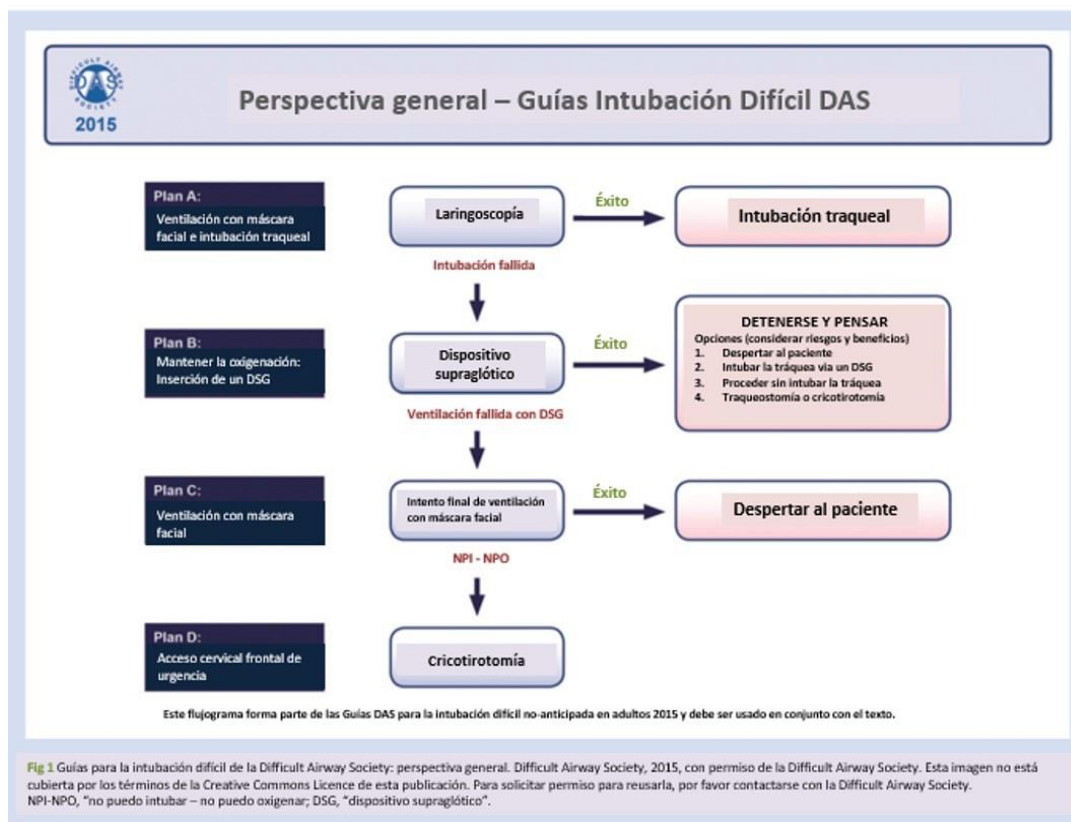 DIFFICULT AIRWAY
DAS
SOCIETY
2015
Perspectiva general – Guías Intubación Difícil DAS
Plan A:
Ventilación con máscara
facial e intubación traqueal
Laringoscopía
Éxito
Intubación traqueal
Intubación fallida
Plan B:
Mantener la oxigenación:
Inserción de un DSG
Dispositivo
supraglótico
Éxito
DETENERSE Y PENSAR
Opciones (considerar riesgos y beneficios)
1. Despertar al paciente
2. Intubar la tráquea via un DSG
3. Proceder sin intubar la tráquea
4. Traqueostomía o cricotirotomía
Ventilación fallida con DSG
Plan C:
Ventilación con máscara
facial
Intento final de ventilación
con máscara facial
Éxito
Despertar al paciente
NPI - NPO
Plan D:
Acceso cervical frontal de
urgencia
Cricotirotomía
Este flujograma forma parte de las Guías DAS para la intubación difícil no-anticipada en adultos 2015 y debe ser usado en conjunto con el texto.
Fig 1 Guías para la intubación difícil de la Difficult Airway Society: perspectiva general. Difficult Airway Society, 2015, con permiso de la Difficult Airway Society. Esta imagen no está
cubierta por los términos de la Creative Commons Licence de esta publicación. Para solicitar permiso para reusarla, por favor contactarse con la Difficult Airway Society.
NPI-NPO, "no puedo intubar – no puedo oxigenar; DSG, "dispositivo supraglótico".